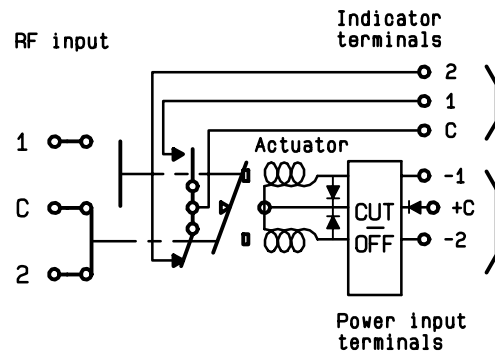 Indicator
terminals
RF input
2
1
C
Actuator
1
C
2
-1
+C
-2
CUT
OFF
Power input
terminals